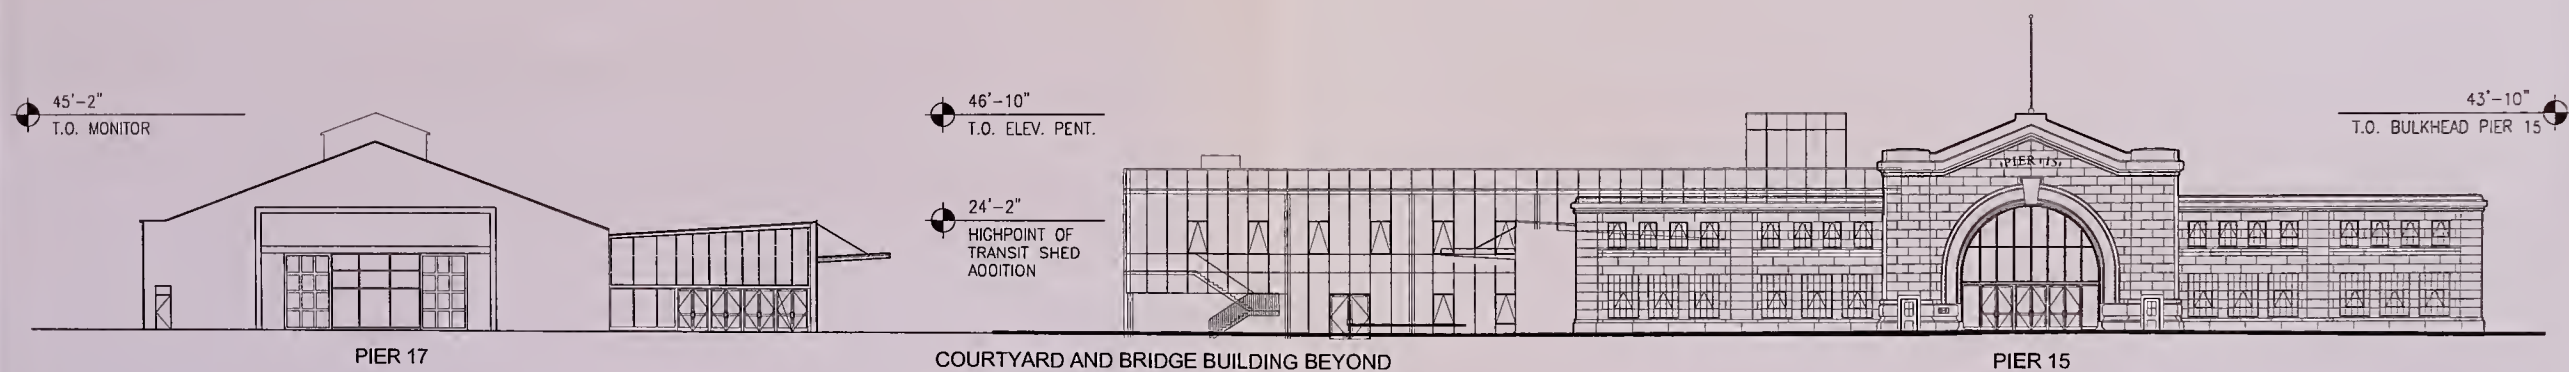 45'-2"
T.O. MONITOR
46'-10"
T.O. ELEV. PENT.
24'-2"
HIGHPOINT OF
TRANSIT SHED
AOOITION
43'-10"
T.O. BULKHEAD PIER 15
PIER 15
PIER 17
COURTYARD AND BRIDGE BUILDING BEYOND
PIER 15